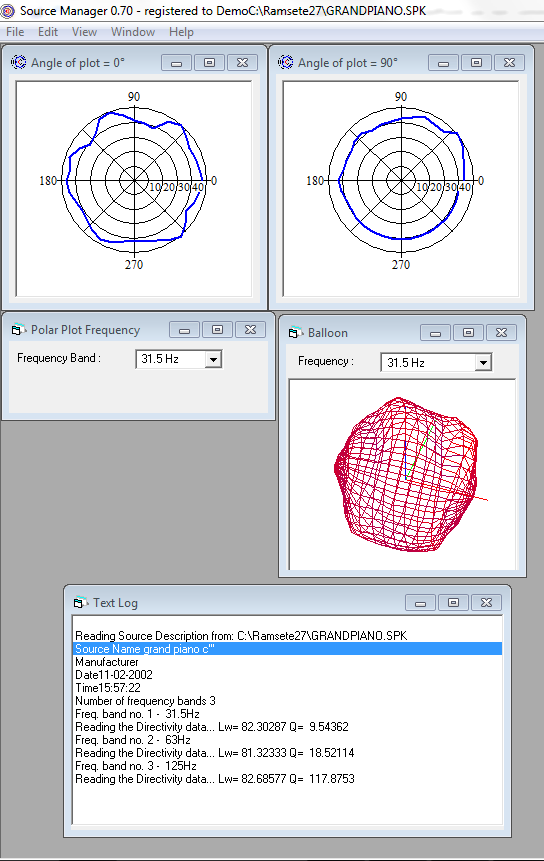 Source Manager 0.70 - registered to DemoC:\Ramsete27\GRANDPIANO.SPK
File Edit View Window Help
Angle of plot = 0°
90
180
10 20 30 40
0
270
Angle of plot = 90°
90
180
10 20 30 40
0
270
Polar Plot Frequency
Frequency Band :
31.5 Hz
Balloon
Frequency :
31.5 Hz
Text Log
Reading Source Description from: C:\Ramsete27\GRANDPIANO.SPK
Source Name grand piano c'''
Manufacturer
Date11-02-2002
Time15:57:22
Number of frequency bands 3
Freq. band no. 1 - 31.5Hz
Reading the Directivity data... Lw= 82.30287 Q= 9.54362
Freq. band no. 2 - 63Hz
Reading the Directivity data... Lw= 81.32333 Q= 18.52114
Freq. band no. 3 - 125Hz
Reading the Directivity data... Lw= 82.68577 Q= 117.8753